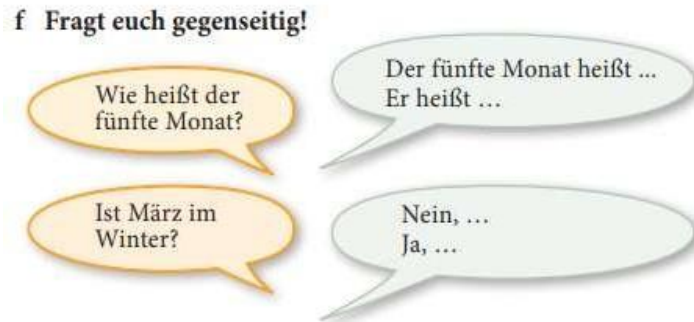 f Fragt euch gegenseitig!
Wie heißt der
fünfte Monat?
Der fünfte Monat heißt ...
Er heißt …
Ist März im
Winter?
Nein, …
Ja, …